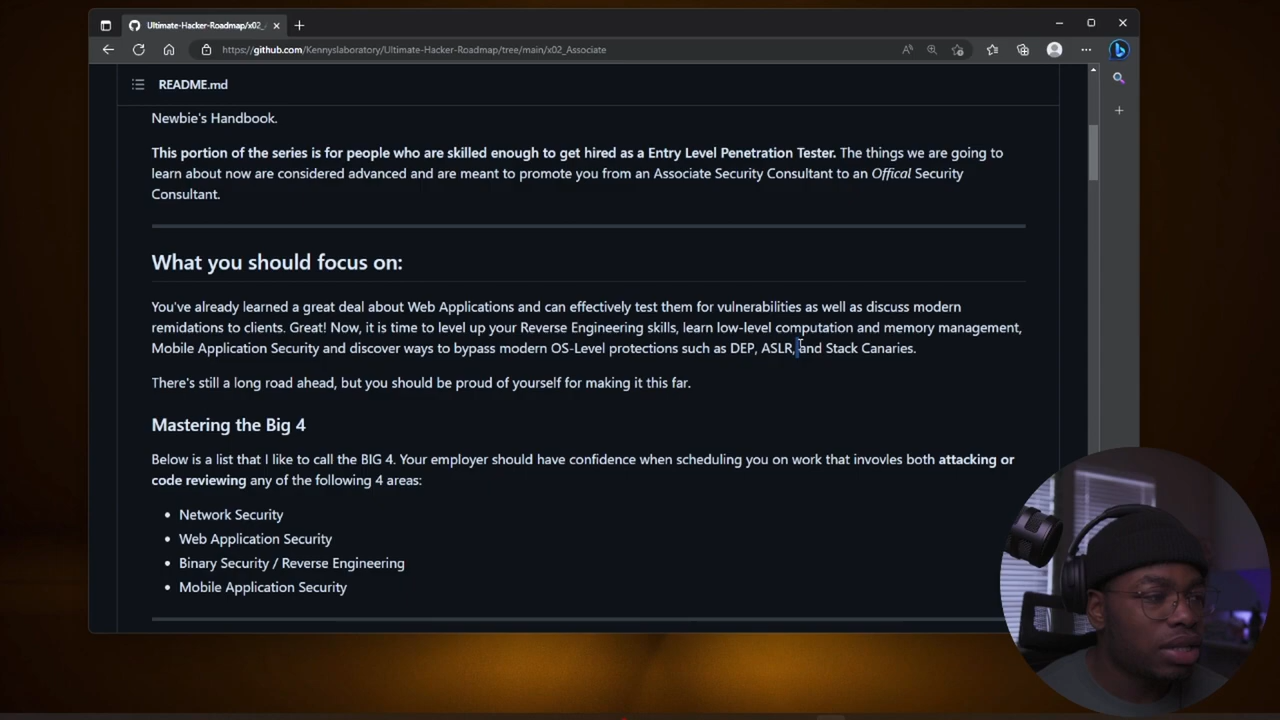 Ultimate-Hacker-Roadmap/x02_
https://github.com/Kennyslaboratory/Ultimate-Hacker-Roadmap/tree/main/x02_Associate
README.md
Newbie's Handbook.
This portion of the series is for people who are skilled enough to get hired as a Entry Level Penetration Tester. The things we are going to
learn about now are considered advanced and are meant to promote you from an Associate Security Consultant to an Offical Security
Consultant.
What you should focus on:
You've already learned a great deal about Web Applications and can effectively test them for vulnerabilities as well as discuss modern
remidations to clients. Great! Now, it is time to level up your Reverse Engineering skills, learn low-level computation and memory management,
Mobile Application Security and discover ways to bypass modern OS-Level protections such as DEP, ASLR, and Stack Canaries.
There's still a long road ahead, but you should be proud of yourself for making it this far.
Mastering the Big 4
Below is a list that I like to call the BIG 4. Your employer should have confidence when scheduling you on work that invovles both attacking or
code reviewing any of the following 4 areas:
• Network Security
• Web Application Security
• Binary Security / Reverse Engineering
• Mobile Application Security